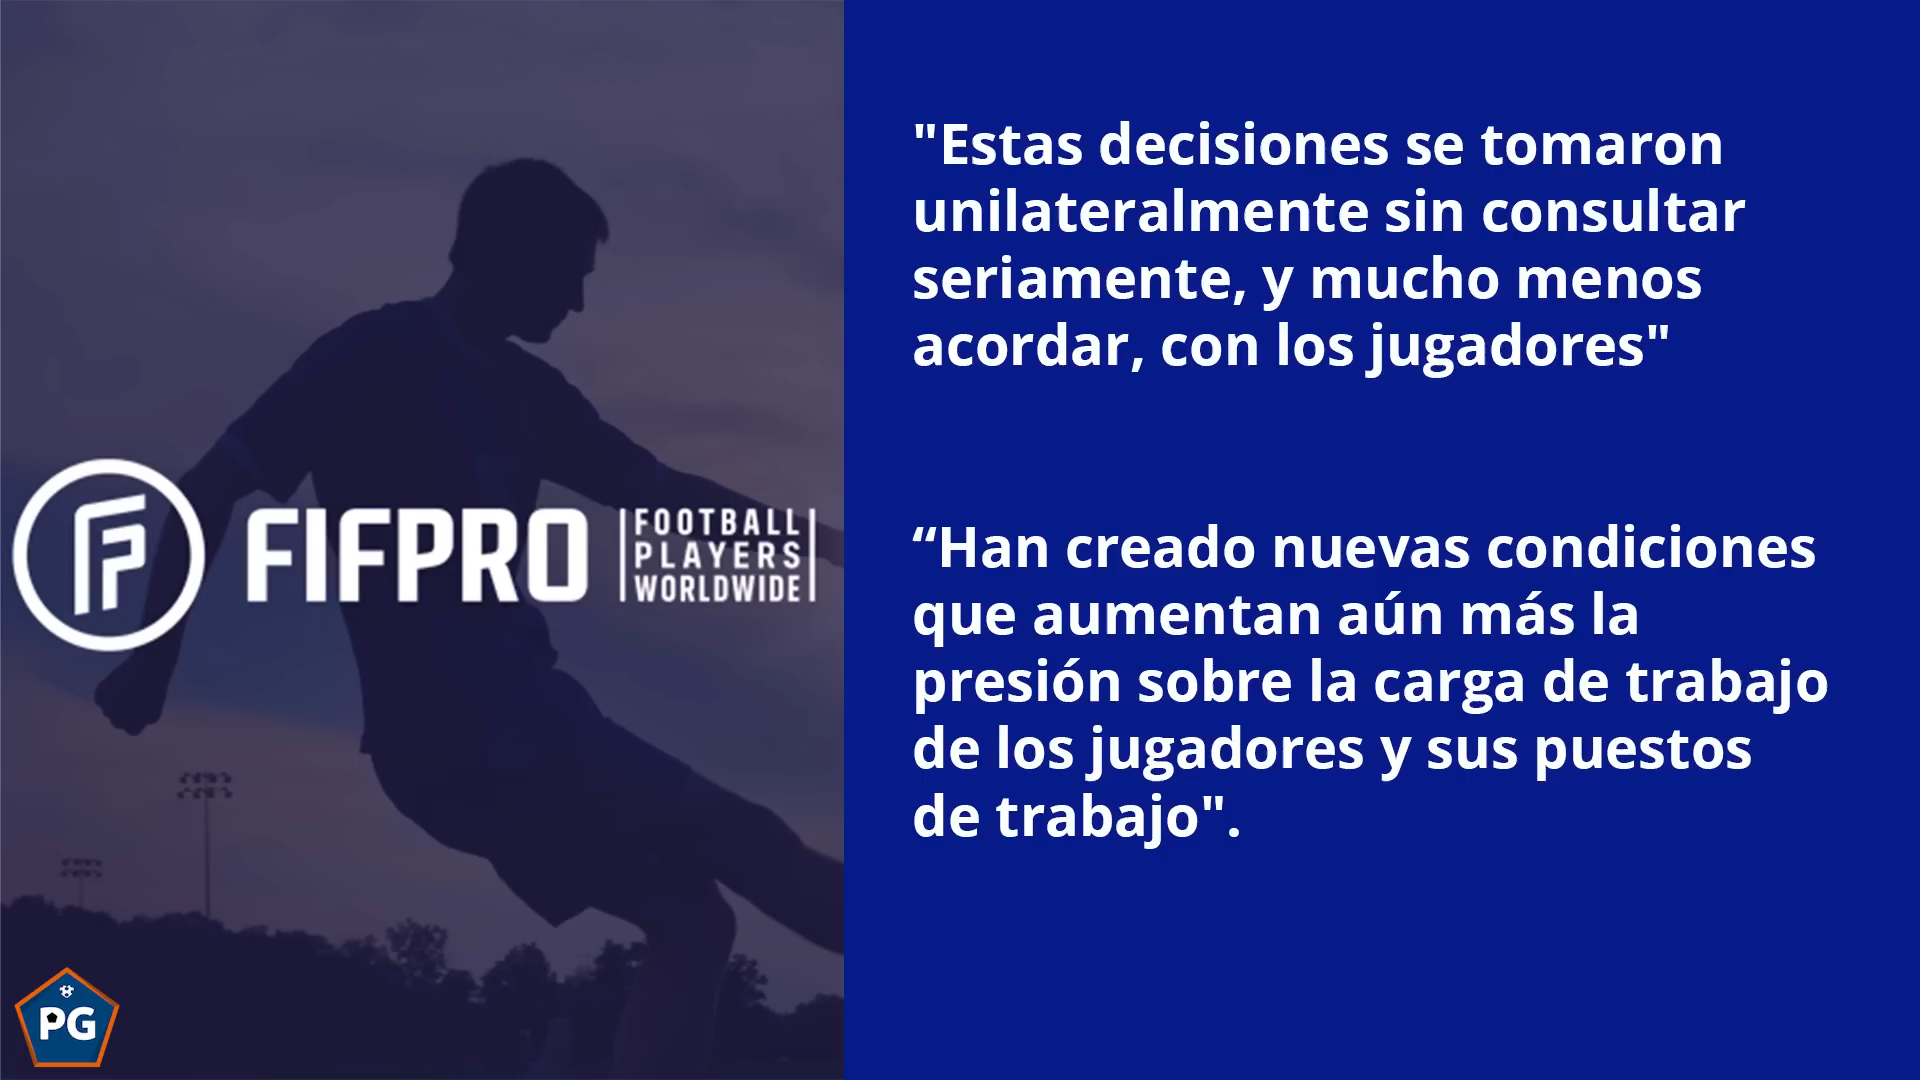 FIFPRO
FOOTBALL
PLAYERS
WORLDWIDE
PG
"Estas decisiones se tomaron
unilateralmente sin consultar
seriamente, y mucho menos
acordar, con los jugadores"
“Han creado nuevas condiciones
que aumentan aún más la
presión sobre la carga de trabajo
de los jugadores y sus puestos
de trabajo".